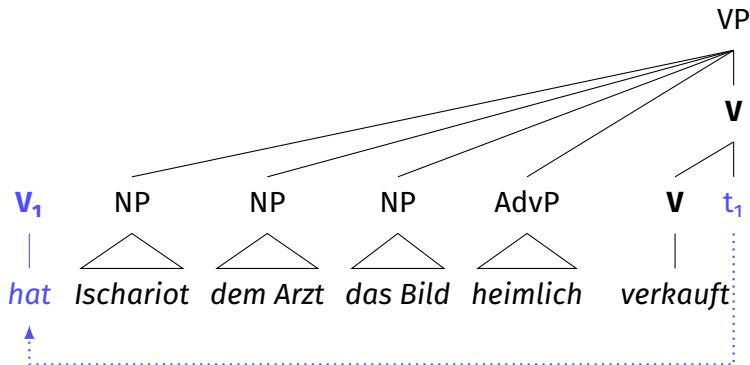 VP
V
V₁ NP NP NP AdvP V t₁
hat Ischariot dem Arzt das Bild heimlich verkauft